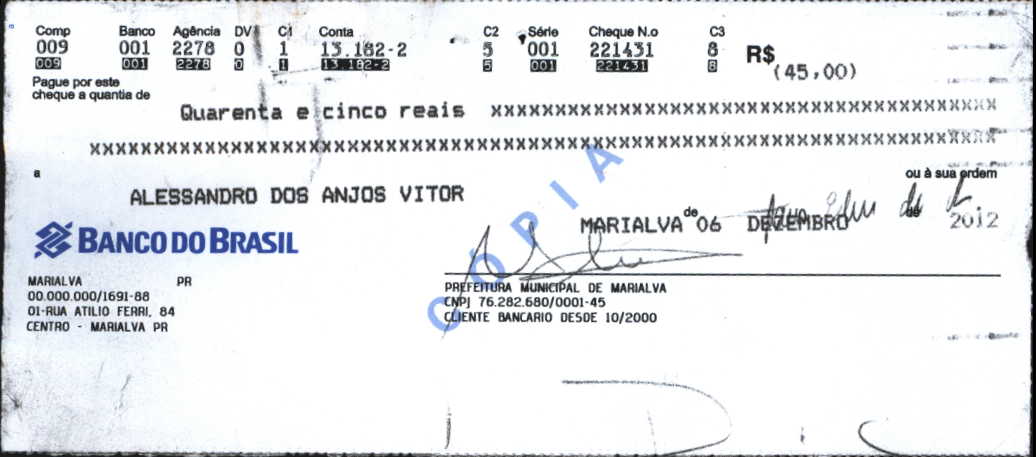 Comp Banco Agência DV C1 Conta C2 Série Cheque N.o C3
009 001 2278 0 1 13.182-2 5 001 221431 8 R$ (45,00)
009 001 2278 0 1 13.182-2 5 001 221431 8
Pague por este
cheque a quantia de
Quarenta e cinco reais xxxxxxxxxxxxxxxxxxxxxxxxxxxxxxxxxxxxxxxxxxxxxxx
xxxxxxxxxxxxxxxxxxxxxxxxxxxxxxxxxxxxxxxxxxxxxxxxxxxxxxxxxxxxxxxxxxxxxxxxxxxxxxxxxxxx
a ou à sua ordem
ALESSANDRO DOS ANJOS VITOR
MARIALVA de 06 DEZEMBRO de 2012
BANCO DO BRASIL
CÓPIA
MARIALVA PR
00.000.000/1691-88
01-RUA ATILIO FERRI, 84
CENTRO - MARIALVA PR
PREFEITURA MUNICIPAL DE MARIALVA
CNPJ 76.282.680/0001-45
CLIENTE BANCARIO DESDE 10/2000